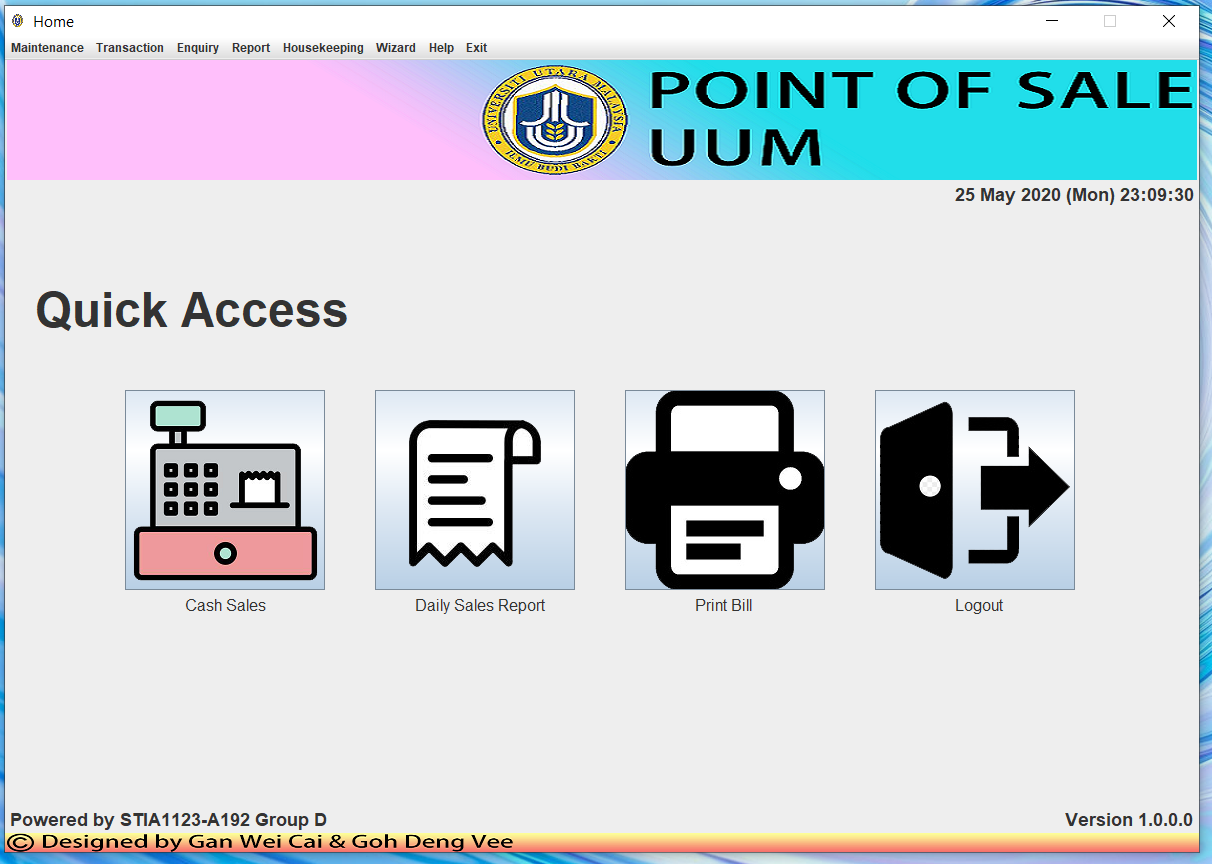 Home
Maintenance Transaction Enquiry Report Housekeeping Wizard Help Exit
UNIVERSITI UTARA MALAYSIA
ILMU BUDI BAKTI
POINT OF SALE
UUM
25 May 2020 (Mon) 23:09:30
Quick Access
Cash Sales Daily Sales Report Print Bill Logout
Powered by STIA1123-A192 Group D Version 1.0.0.0
© Designed by Gan Wei Cai & Goh Deng Vee